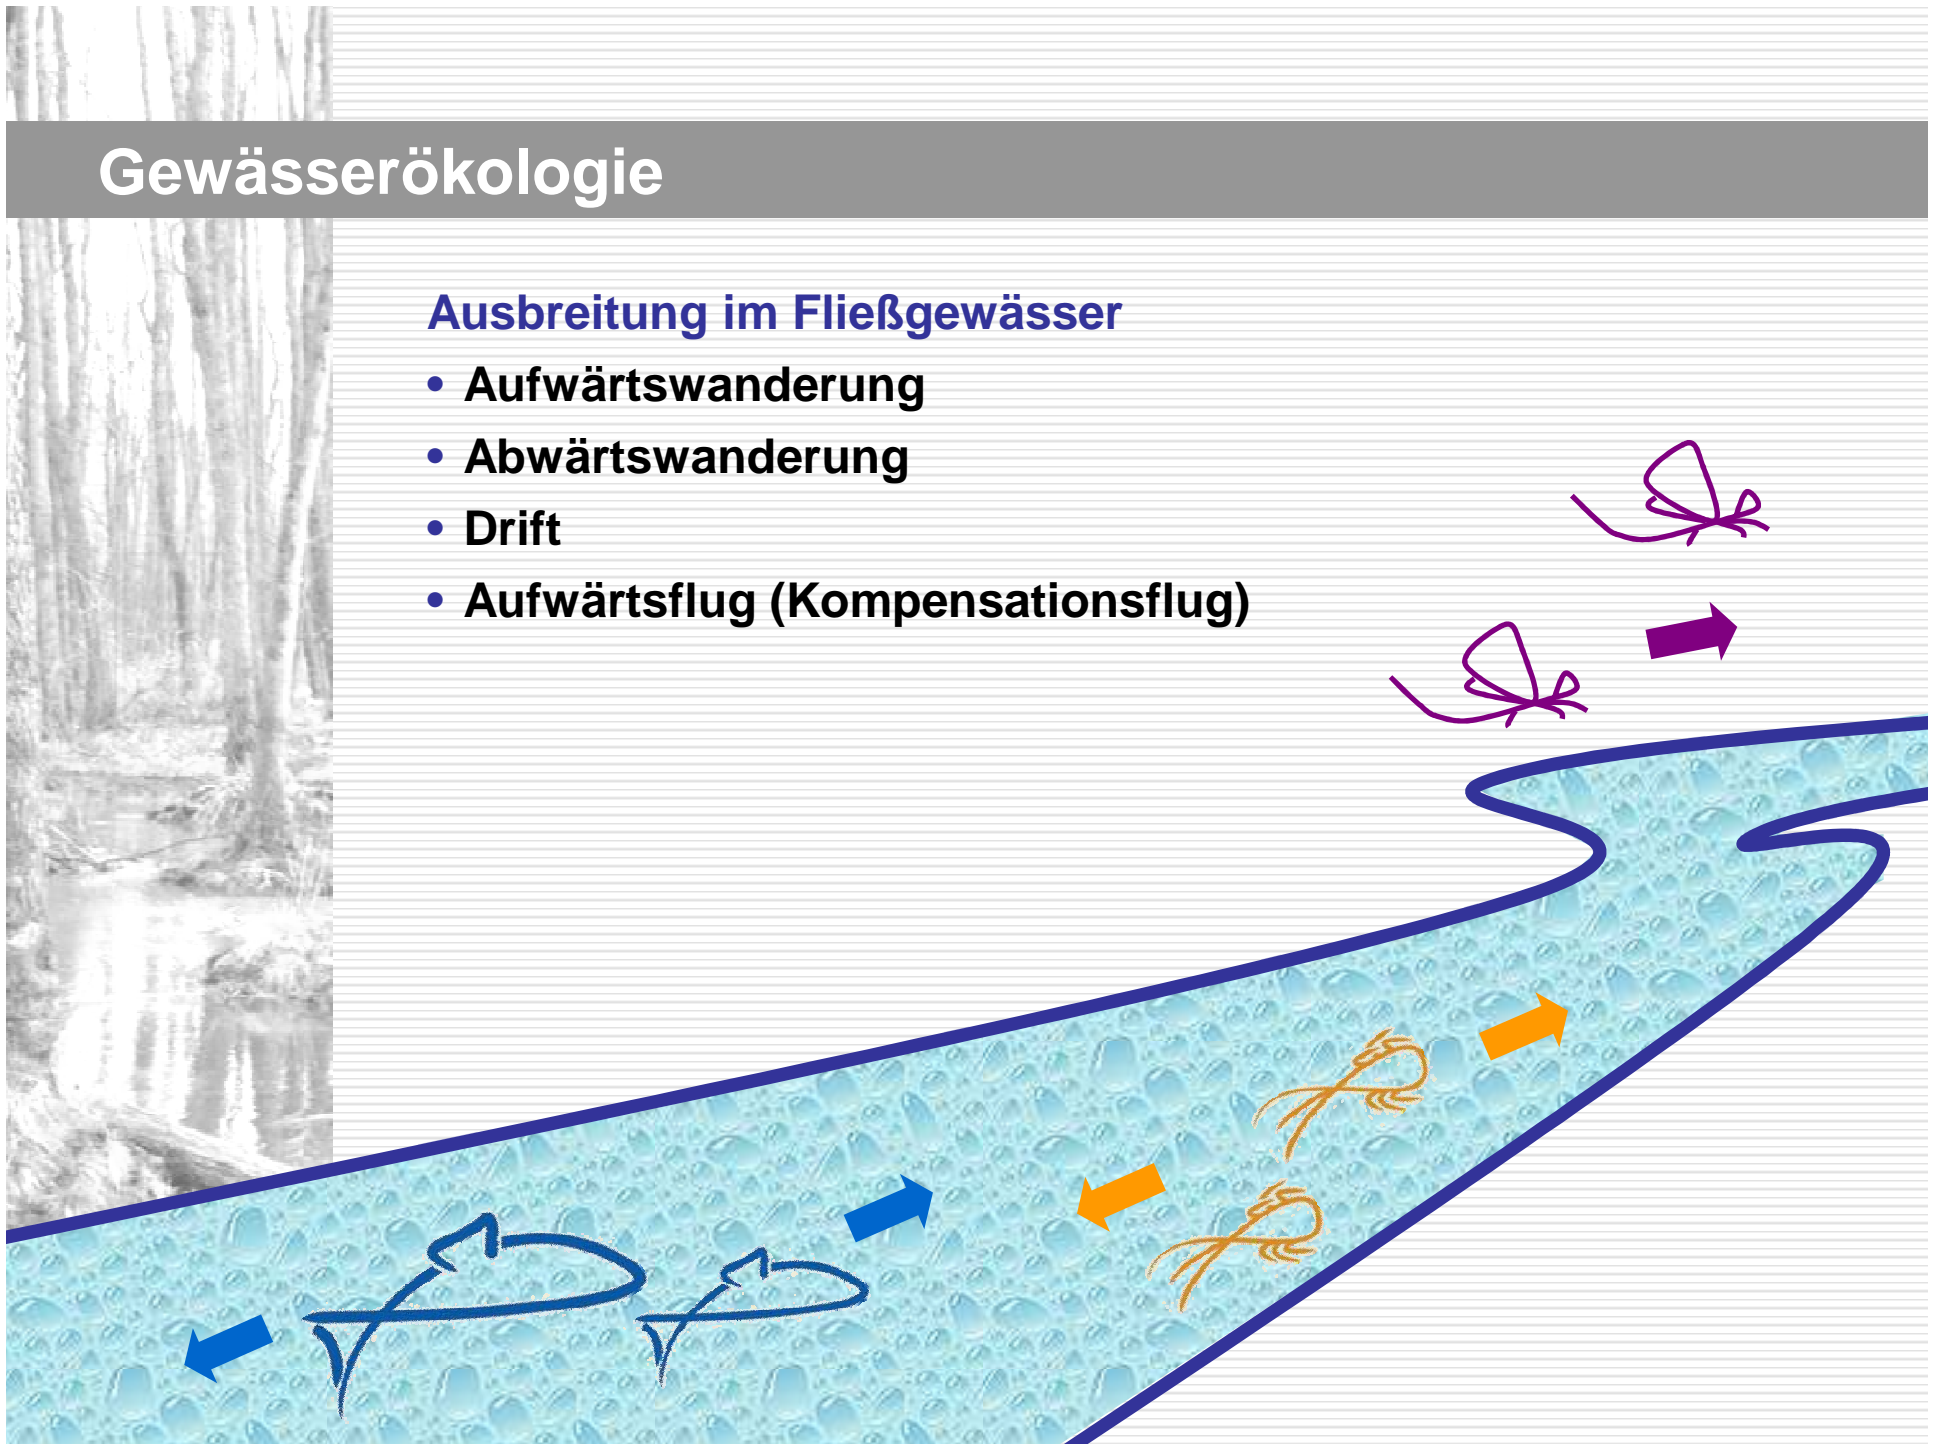 Gewässerökologie
Ausbreitung im Fließgewässer
• Aufwärtswanderung
• Abwärtswanderung
• Drift
• Aufwärtsflug (Kompensationsflug)